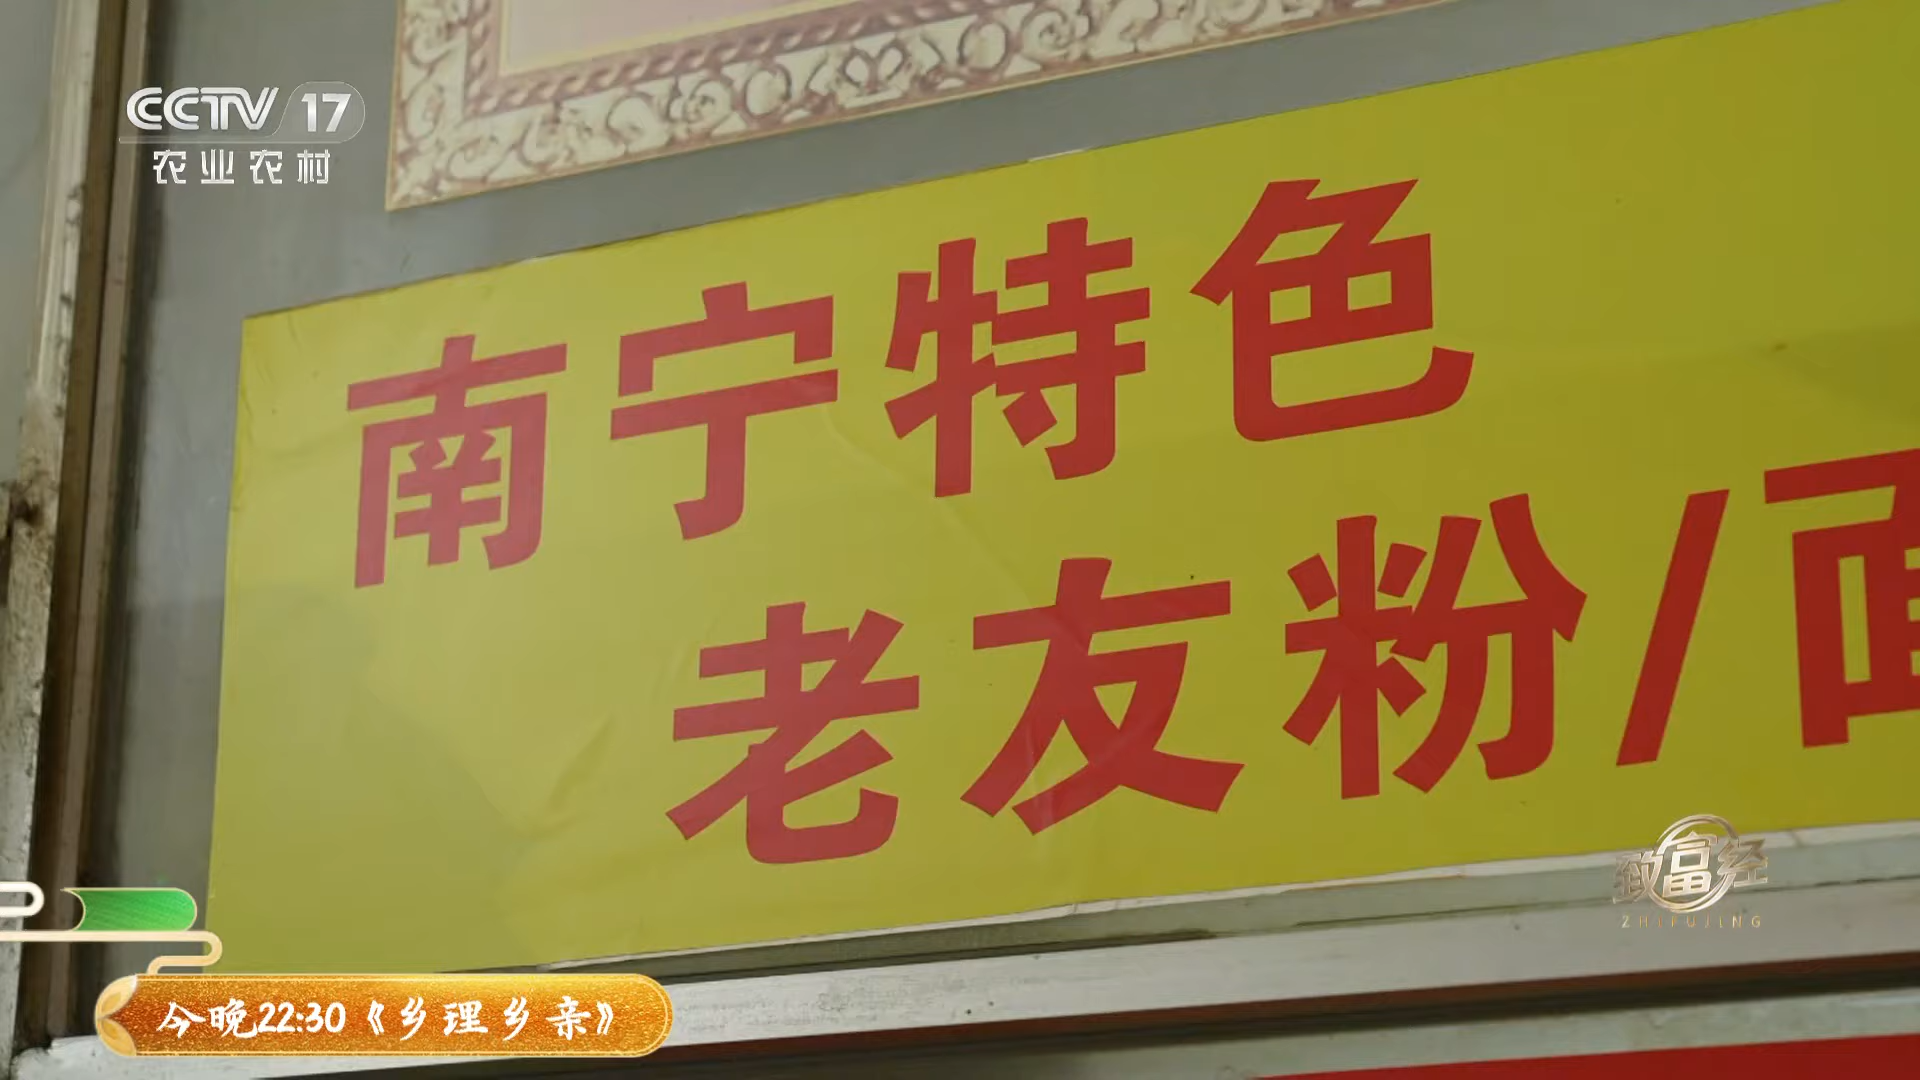 CCTV 17
农业农村
南宁特色
老友粉/面
致富经
ZHIFUJING
今晚22:30《乡理乡亲》